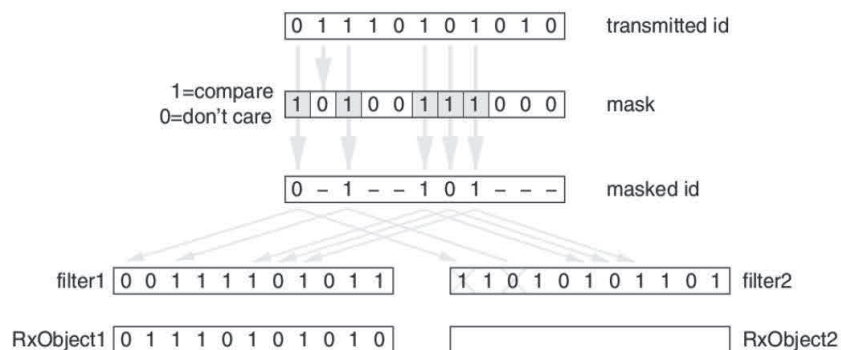 0 1 1 1 0 1 0 1 0 1 0 transmitted id
1=compare
0=don't care
1 0 1 0 0 1 1 1 0 0 0 mask
0 – 1 – – 1 0 1 – – – masked id
filter1 0 0 1 1 1 1 0 1 0 1 1
1 1 0 1 0 1 0 1 1 0 1 filter2
RxObject1 0 1 1 1 0 1 0 1 0 1 0
RxObject2